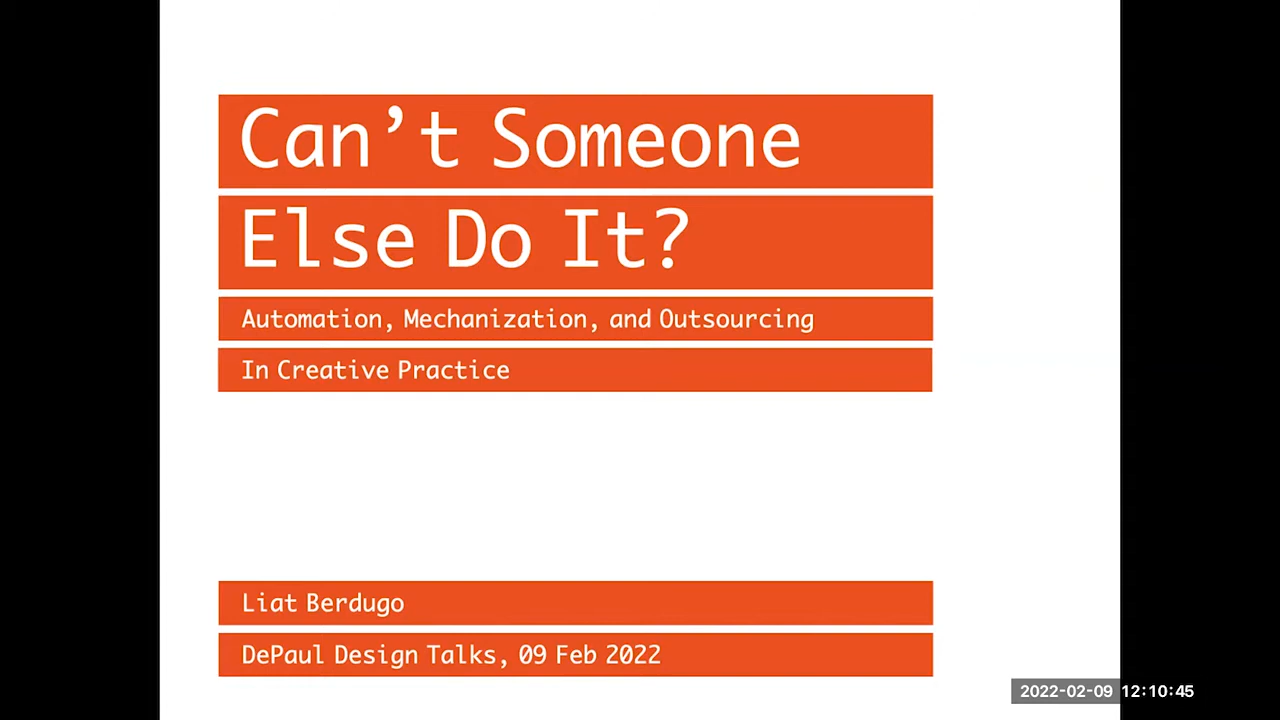 Can’t Someone
Else Do It?
Automation, Mechanization, and Outsourcing
In Creative Practice
Liat Berdugo
DePaul Design Talks, 09 Feb 2022
2022-02-09 12:10:45